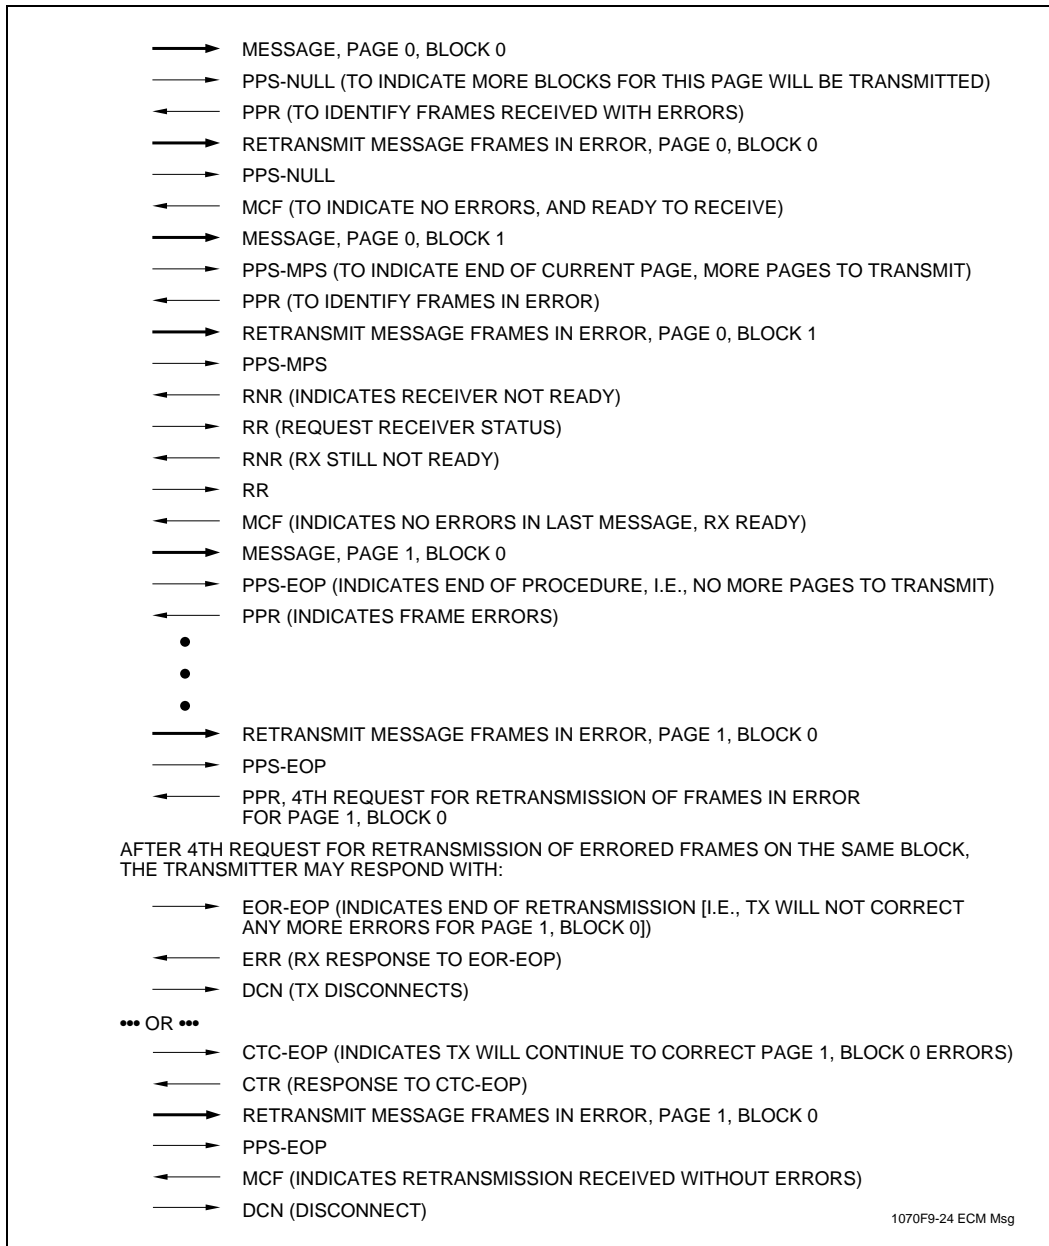 MESSAGE, PAGE 0, BLOCK 0
PPS-NULL (TO INDICATE MORE BLOCKS FOR THIS PAGE WILL BE TRANSMITTED)
PPR (TO IDENTIFY FRAMES RECEIVED WITH ERRORS)
RETRANSMIT MESSAGE FRAMES IN ERROR, PAGE 0, BLOCK 0
PPS-NULL
MCF (TO INDICATE NO ERRORS, AND READY TO RECEIVE)
MESSAGE, PAGE 0, BLOCK 1
PPS-MPS (TO INDICATE END OF CURRENT PAGE, MORE PAGES TO TRANSMIT)
PPR (TO IDENTIFY FRAMES IN ERROR)
RETRANSMIT MESSAGE FRAMES IN ERROR, PAGE 0, BLOCK 1
PPS-MPS
RNR (INDICATES RECEIVER NOT READY)
RR (REQUEST RECEIVER STATUS)
RNR (RX STILL NOT READY)
RR
MCF (INDICATES NO ERRORS IN LAST MESSAGE, RX READY)
MESSAGE, PAGE 1, BLOCK 0
PPS-EOP (INDICATES END OF PROCEDURE, I.E., NO MORE PAGES TO TRANSMIT)
PPR (INDICATES FRAME ERRORS)
RETRANSMIT MESSAGE FRAMES IN ERROR, PAGE 1, BLOCK 0
PPS-EOP
PPR, 4TH REQUEST FOR RETRANSMISSION OF FRAMES IN ERROR
FOR PAGE 1, BLOCK 0
AFTER 4TH REQUEST FOR RETRANSMISSION OF ERRORED FRAMES ON THE SAME BLOCK,
THE TRANSMITTER MAY RESPOND WITH:
EOR-EOP (INDICATES END OF RETRANSMISSION [I.E., TX WILL NOT CORRECT
ANY MORE ERRORS FOR PAGE 1, BLOCK 0])
ERR (RX RESPONSE TO EOR-EOP)
DCN (TX DISCONNECTS)
••• OR •••
CTC-EOP (INDICATES TX WILL CONTINUE TO CORRECT PAGE 1, BLOCK 0 ERRORS)
CTR (RESPONSE TO CTC-EOP)
RETRANSMIT MESSAGE FRAMES IN ERROR, PAGE 1, BLOCK 0
PPS-EOP
MCF (INDICATES RETRANSMISSION RECEIVED WITHOUT ERRORS)
DCN (DISCONNECT)
1070F9-24 ECM Msg